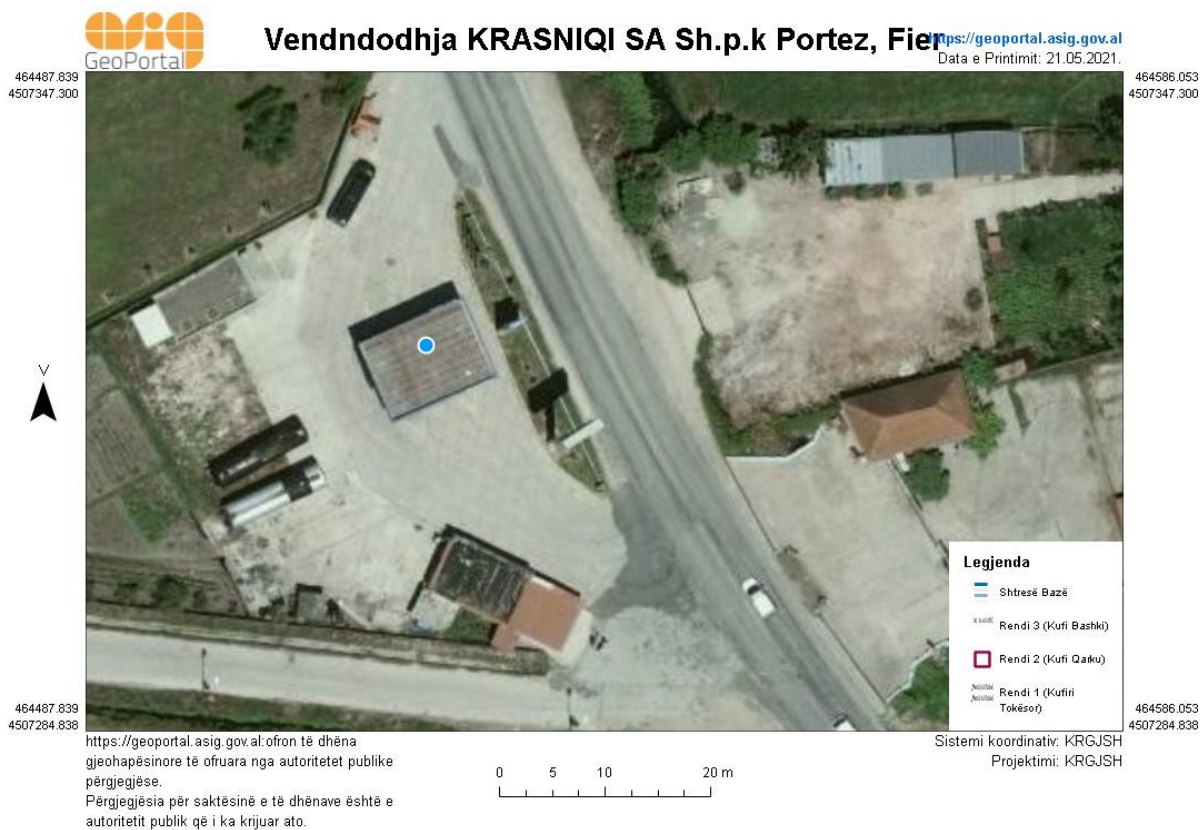 asig
GeoPortal
Vendndodhja KRASNIQI SA Sh.p.k Portez, Fier
https://geoportal.asig.gov.al
Data e Printimit: 21.05.2021.
464487.839
4507347.300
464586.053
4507347.300
V
Legjenda
Shtresë Bazë
Rendi 3 (Kufi Bashki)
Rendi 2 (Kufi Qarku)
Rendi 1 (Kufiri
Tokësor)
464487.839
4507284.838
464586.053
4507284.838
https://geoportal.asig.gov.al:ofron të dhëna
gjeohapësinore të ofruara nga autoritetet publike
përgjegjëse.
Përgjegjësia për saktësinë e të dhënave është e
autoritetit publik që i ka krijuar ato.
0 5 10 20 m
Sistemi koordinativ: KRGJSH
Projektimi: KRGJSH